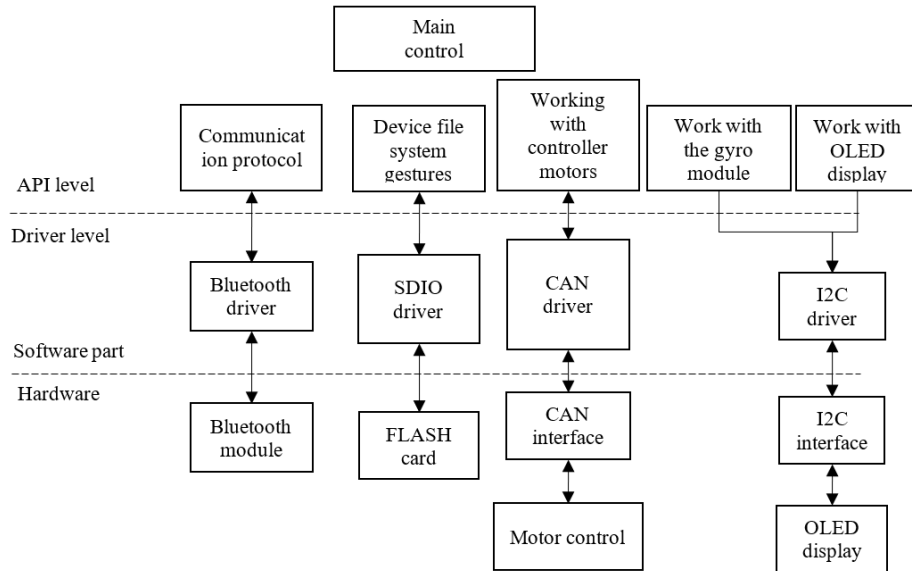 Main
control
Communicat
ion protocol
Device file
system
gestures
Working
with
controller
motors
Work with
the gyro
module
Work with
OLED
display
API level
Driver level
Bluetooth
driver
SDIO
driver
CAN
driver
I2C
driver
Software part
Hardware
Bluetooth
module
FLASH
card
CAN
interface
I2C
interface
Motor control
OLED
display